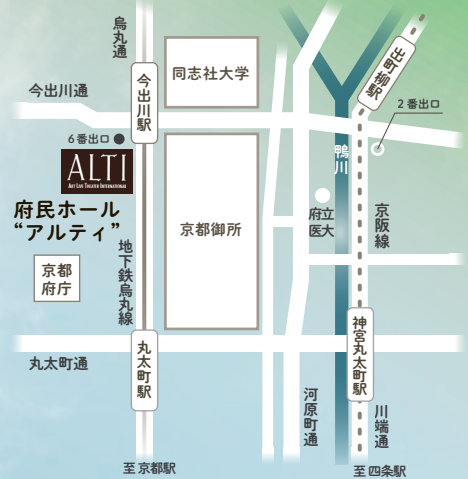 烏丸通
同志社大学
出町柳駅
今出川通
今出川駅
2番出口
6番出口
鴨川
ALTI
ART LIVE THEATER INTERNATIONAL
府民ホール
“アルティ”
京都御所
府立
医大
京阪線
地下鉄烏丸線
京都
府庁
神宮丸太町駅
丸太町駅
丸太町通
河原町通
川端通
至京都駅
至四条駅